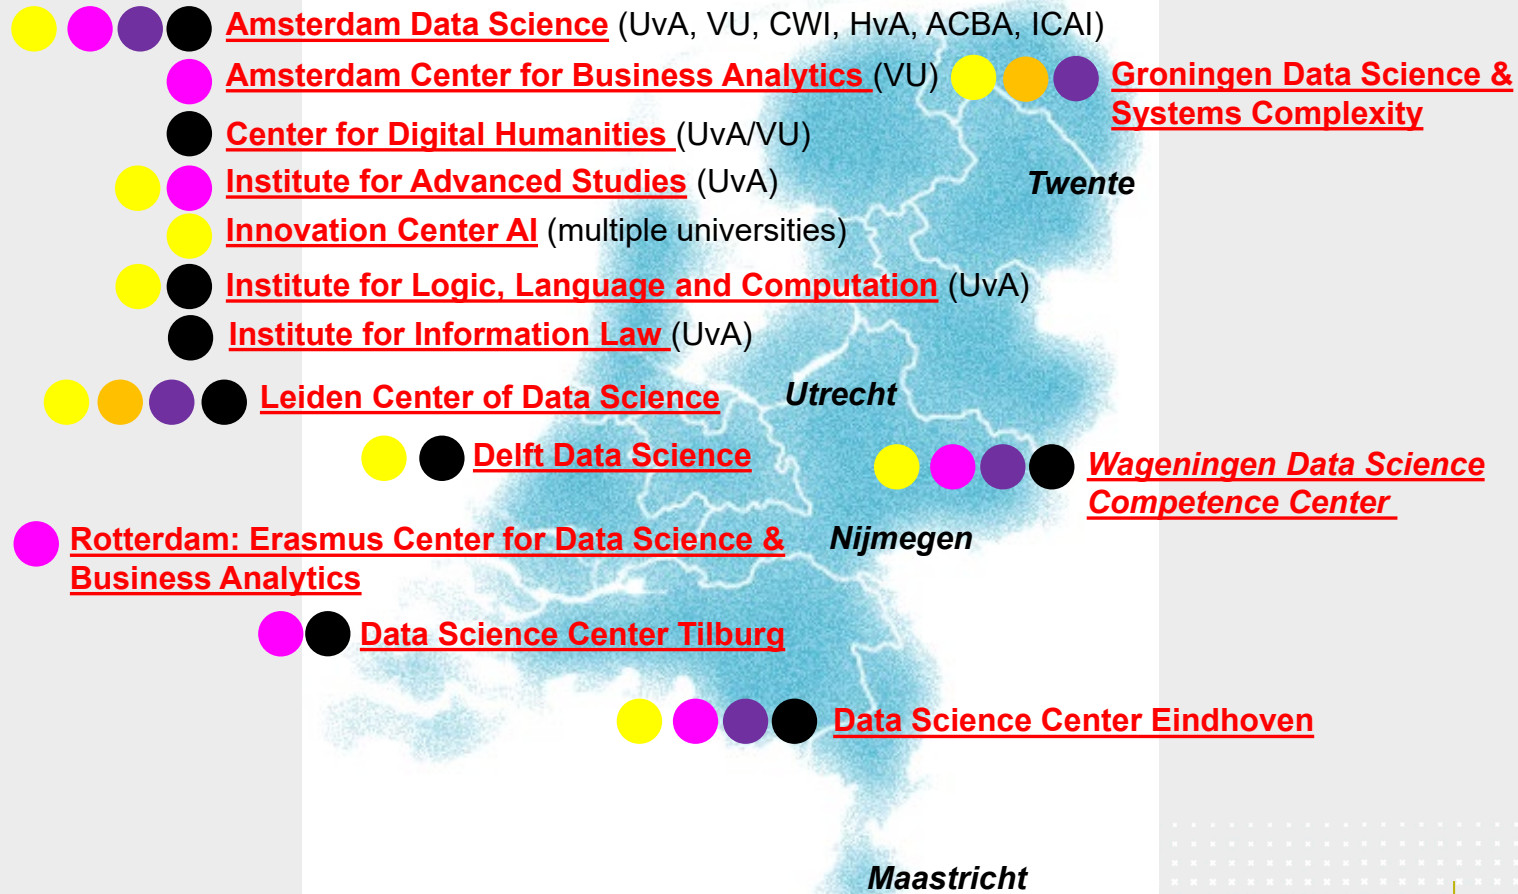 Amsterdam Data Science (UvA, VU, CWI, HvA, ACBA, ICAI)
Amsterdam Center for Business Analytics (VU)
Groningen Data Science &
Systems Complexity
Center for Digital Humanities (UvA/VU)
Institute for Advanced Studies (UvA)
Twente
Innovation Center AI (multiple universities)
Institute for Logic, Language and Computation (UvA)
Institute for Information Law (UvA)
Leiden Center of Data Science
Utrecht
Delft Data Science
Wageningen Data Science
Competence Center
Rotterdam: Erasmus Center for Data Science &
Business Analytics
Nijmegen
Data Science Center Tilburg
Data Science Center Eindhoven
Maastricht